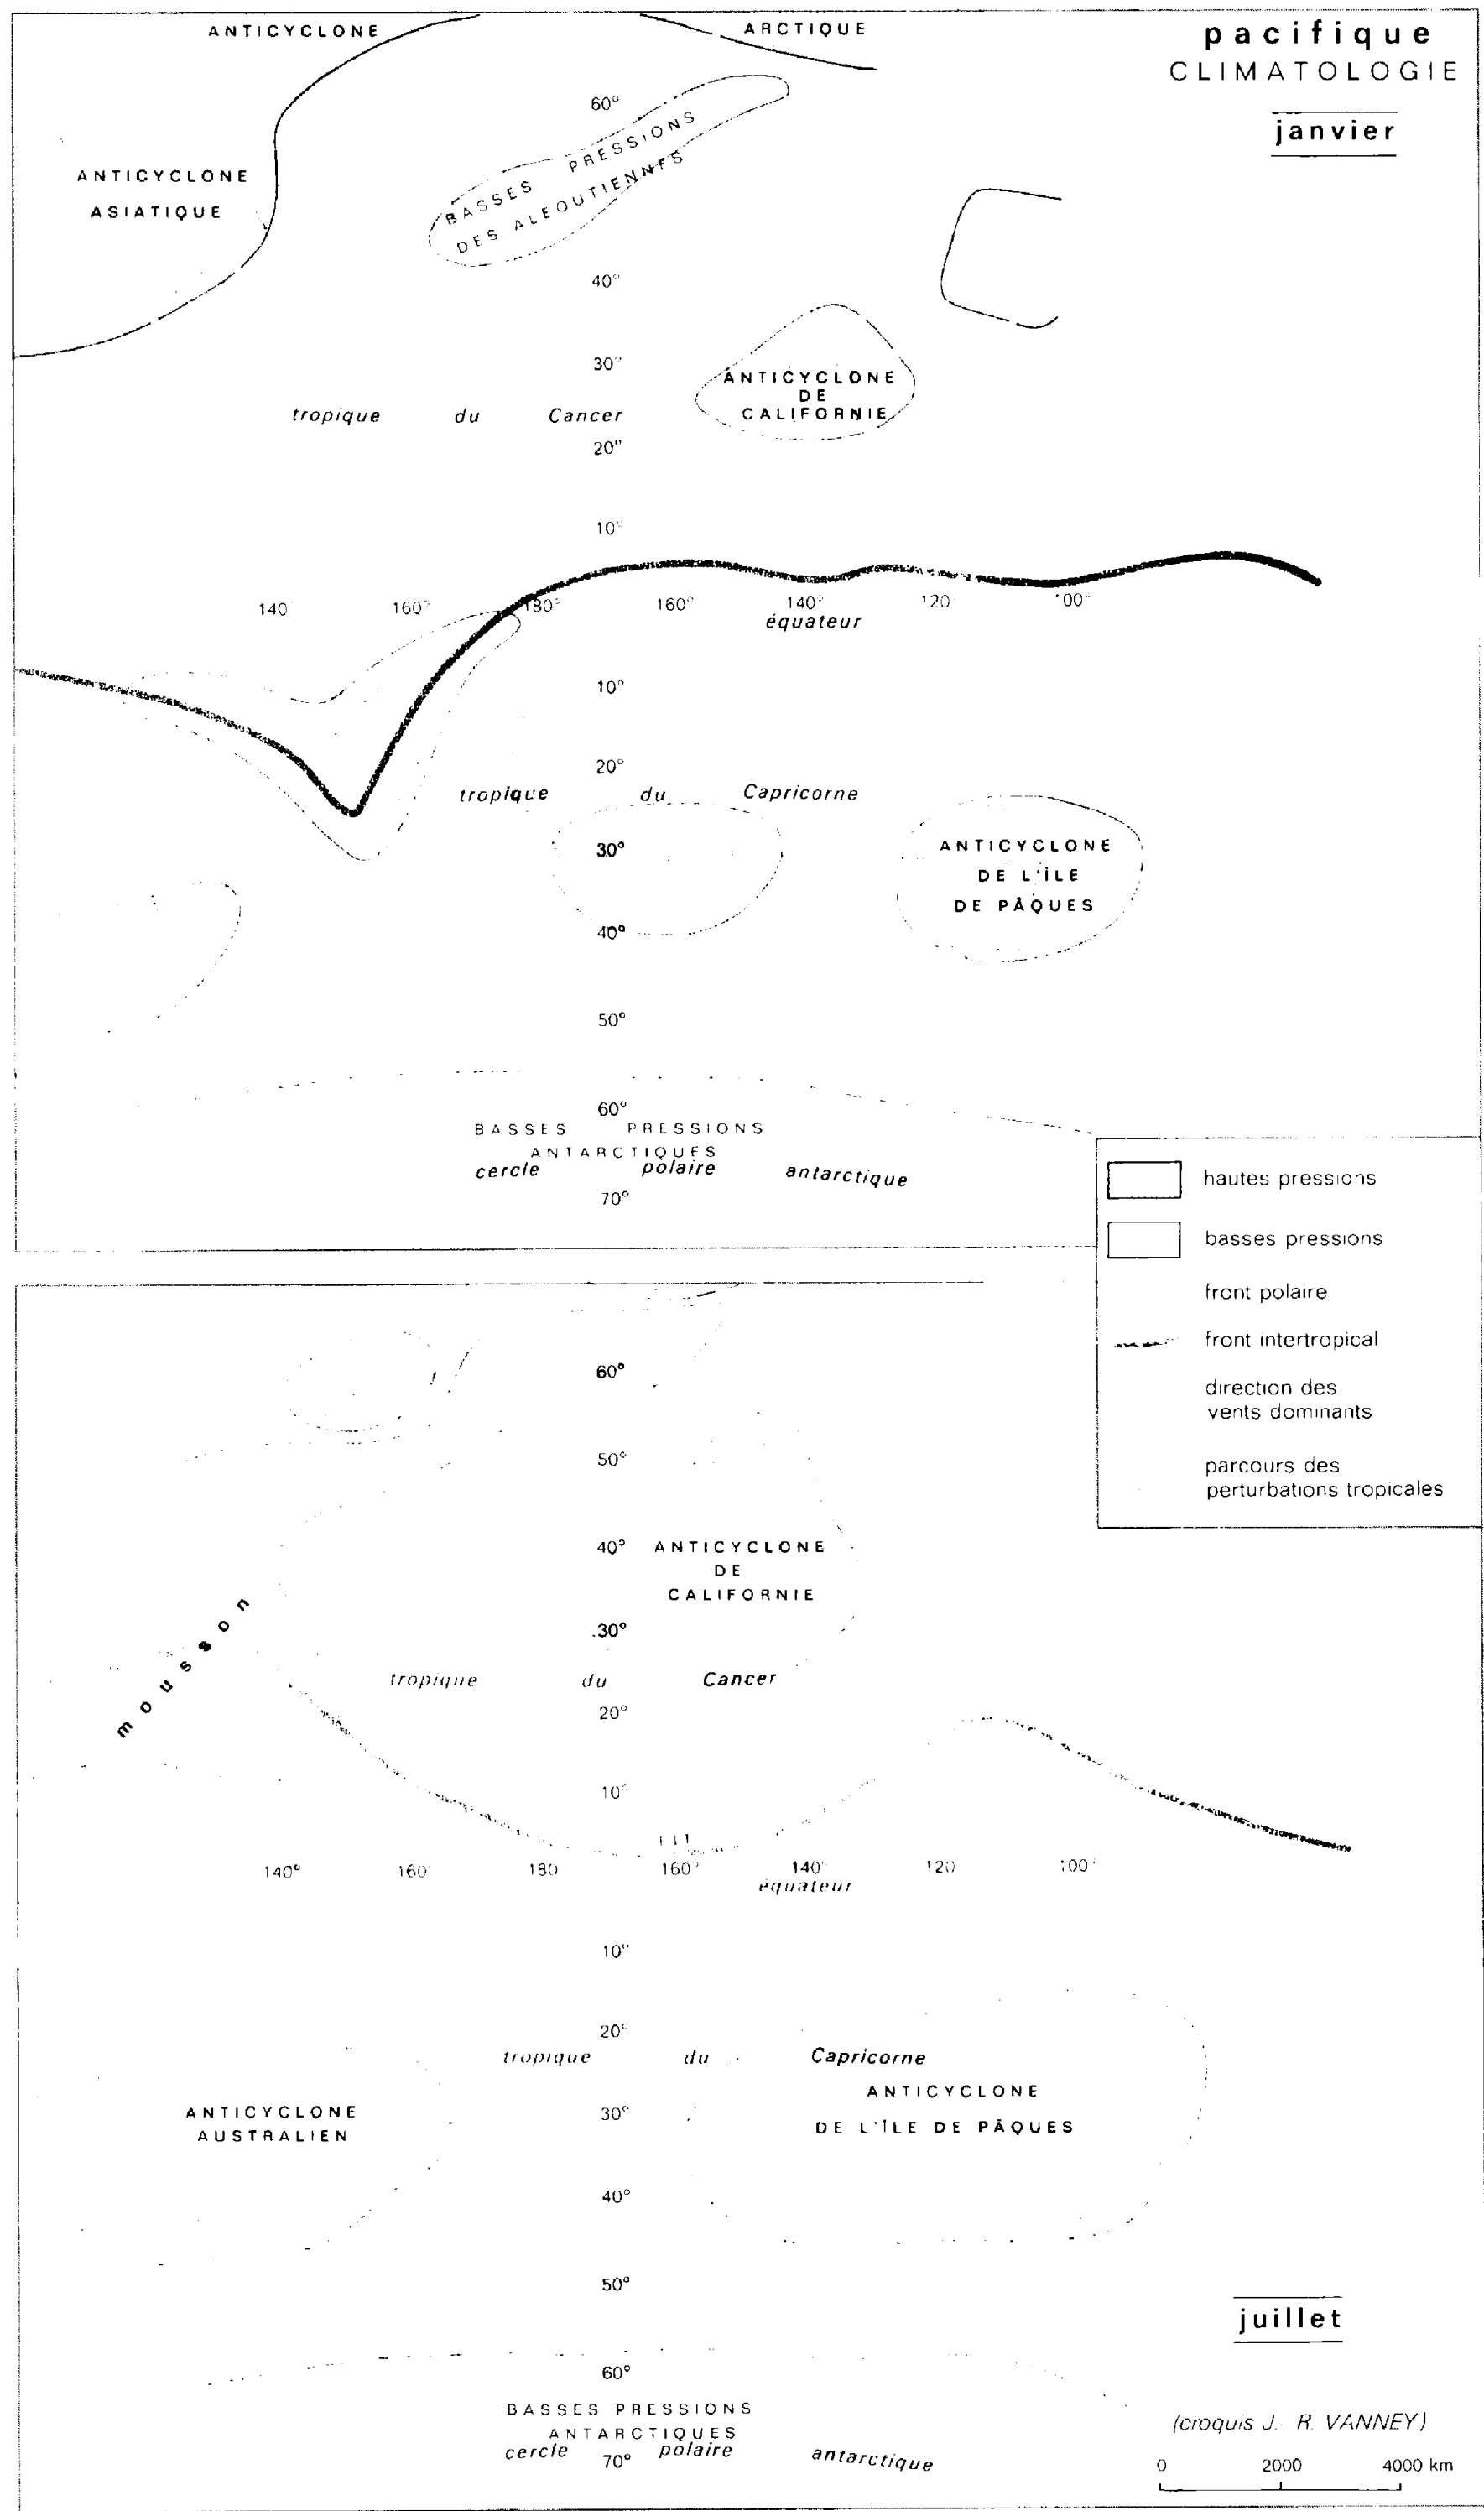 pacifique
CLIMATOLOGIE
janvier
ANTICYCLONE ARCTIQUE
60°
BASSES PRESSIONS
DES ALEOUTIENNES
ANTICYCLONE
ASIATIQUE
40°
30°
ANTICYCLONE
DE
CALIFORNIE
tropique du Cancer
20°
10°
140 160° 180° 160° 140° 120 100
équateur
10°
20°
tropique du Capricorne
30°
ANTICYCLONE
DE L'ÎLE
DE PÂQUES
40°
50°
60°
BASSES PRESSIONS
ANTARCTIQUES
cercle polaire antarctique
70°
hautes pressions
basses pressions
front polaire
front intertropical
direction des
vents dominants
parcours des
perturbations tropicales
60°
50°
40°
ANTICYCLONE
DE
CALIFORNIE
30°
mousson
tropique du Cancer
20°
10°
F I T
140° 160 180 160° 140° 120 100°
équateur
10°
20°
tropique du Capricorne
ANTICYCLONE
DE L'ÎLE DE PÂQUES
30°
ANTICYCLONE
AUSTRALIEN
40°
50°
juillet
60°
BASSES PRESSIONS
ANTARCTIQUES
cercle polaire antarctique
70°
(croquis J.-R. VANNEY)
0 2000 4000 km